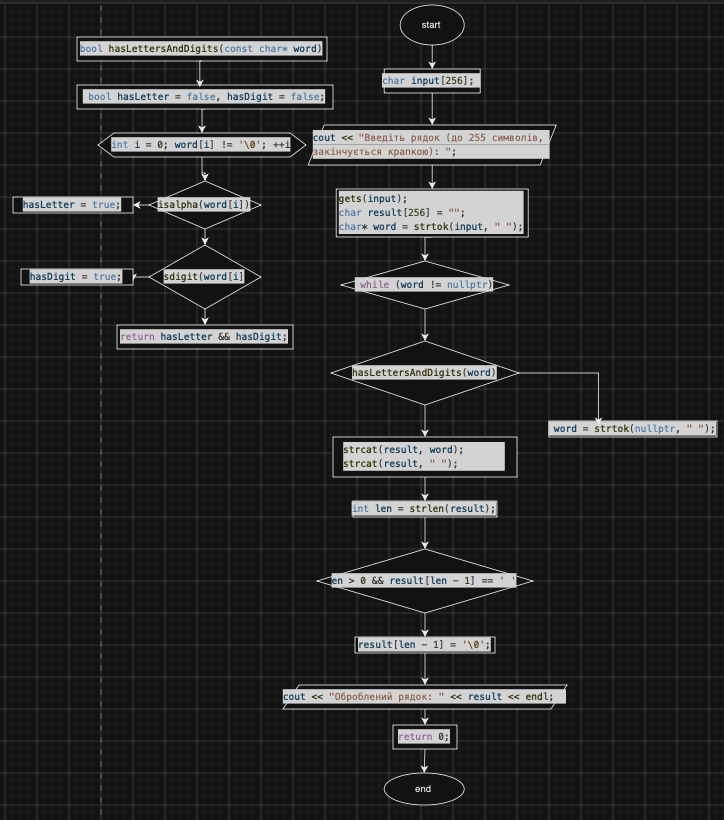 start
bool hasLettersAndDigits(const char* word)
char input[256];
bool hasLetter = false, hasDigit = false;
cout << "Введіть рядок (до 255 символів,
закінчується крапкою): ";
int i = 0; word[i] != '\0'; ++i
hasLetter = true;
isalpha(word[i])
gets(input);
char result[256] = "";
char* word = strtok(input, " ");
hasDigit = true;
sdigit(word[i]
while (word != nullptr)
return hasLetter && hasDigit;
hasLettersAndDigits(word)
word = strtok(nullptr, " ");
strcat(result, word);
strcat(result, " ");
int len = strlen(result);
en > 0 && result[len - 1] == ' '
result[len - 1] = '\0';
cout << "Оброблений рядок: " << result << endl;
return 0;
end